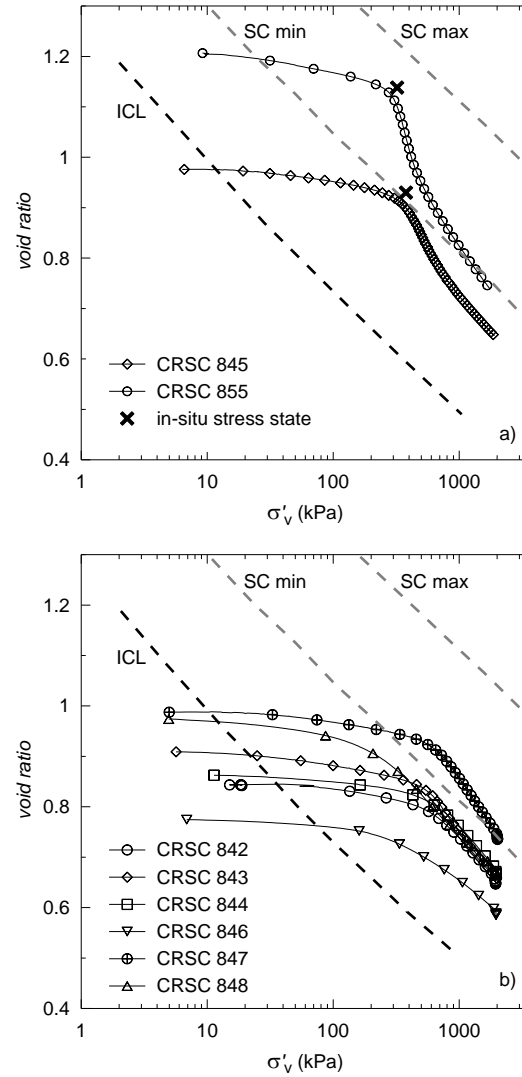 1.2
SC min
SC max
ICL
1
void ratio
0.8
0.6
CRSC 845
CRSC 855
in-situ stress state
a)
0.4
1 10 100 1000
σ'v (kPa)
b)
1.2
SC min
SC max
ICL
1
void ratio
0.8
0.6
CRSC 842
CRSC 843
CRSC 844
CRSC 846
CRSC 847
CRSC 848
0.4
1 10 100 1000
σ'v (kPa)